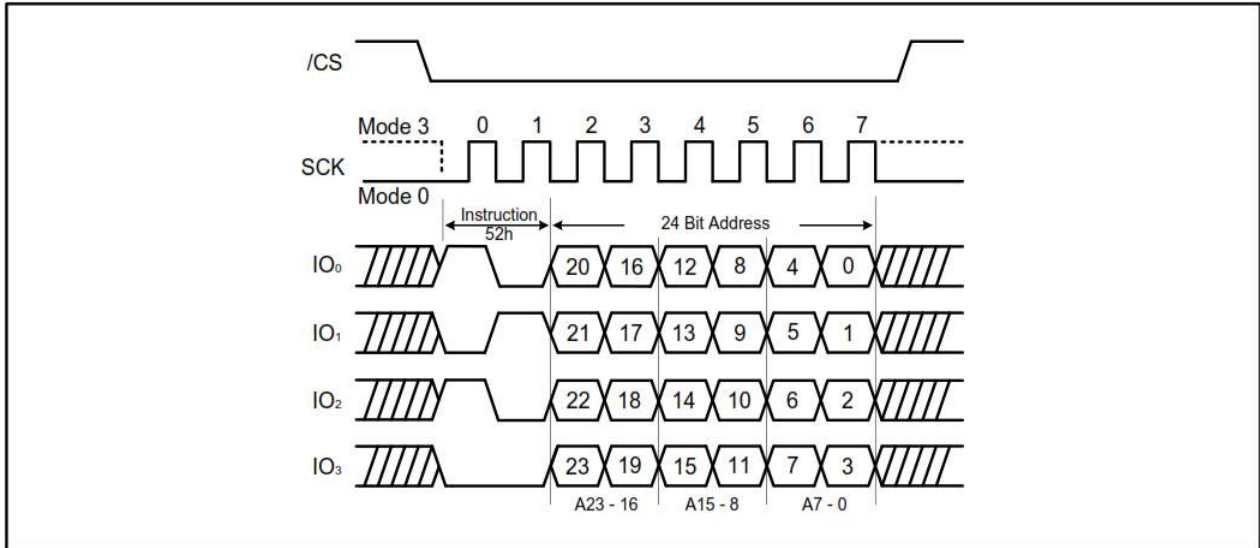 /CS
Mode 3 0 1 2 3 4 5 6 7
SCK
Mode 0
Instruction 24 Bit Address
52h
IO₀ 20 16 12 8 4 0
IO₁ 21 17 13 9 5 1
IO₂ 22 18 14 10 6 2
IO₃ 23 19 15 11 7 3
A23 - 16 A15 - 8 A7 - 0